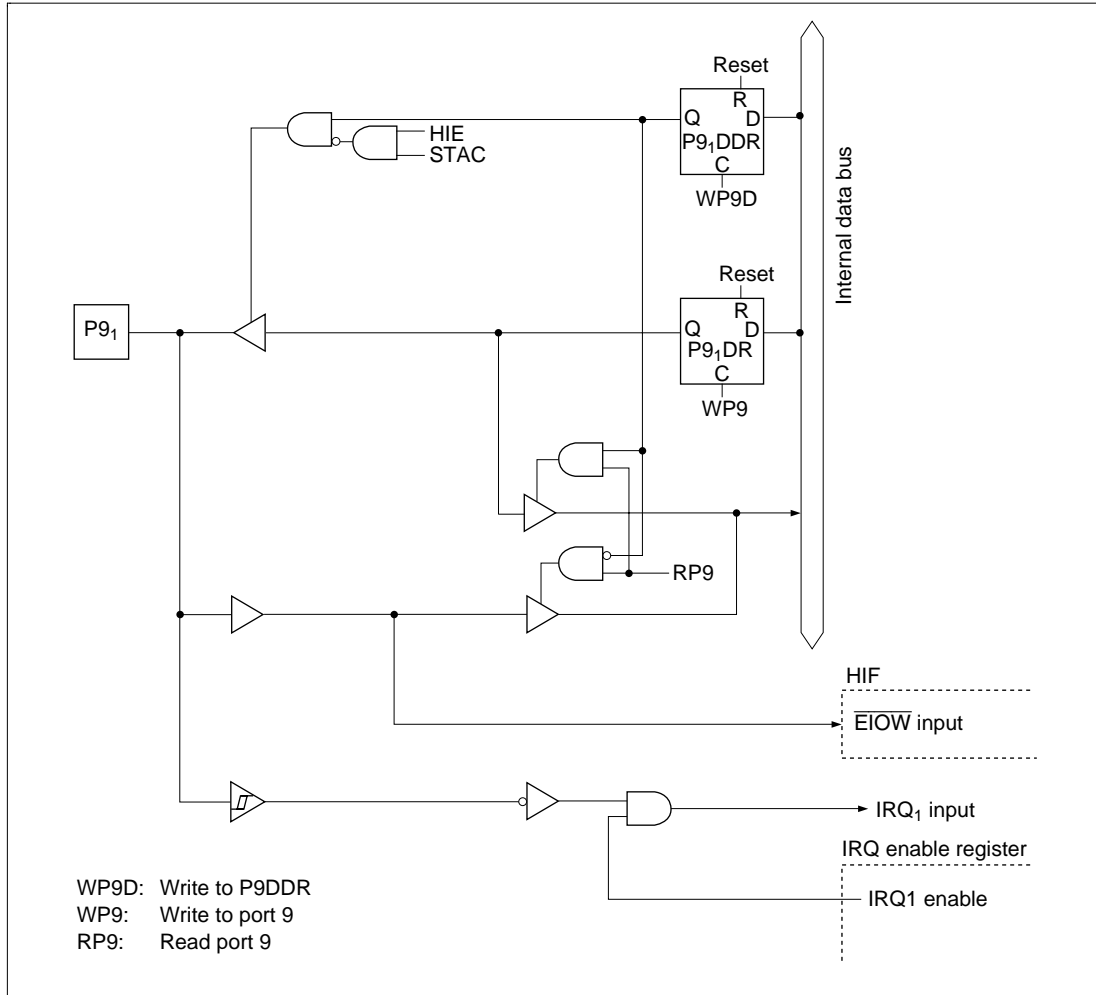 Reset
R
Q D
P9₁DDR
C
WP9D
HIE
STAC
Internal data bus
Reset
R
Q D
P9₁DR
C
WP9
P9₁
RP9
HIF
E̅I̅O̅W̅ input
IRQ₁ input
IRQ enable register
IRQ1 enable
WP9D: Write to P9DDR
WP9: Write to port 9
RP9: Read port 9